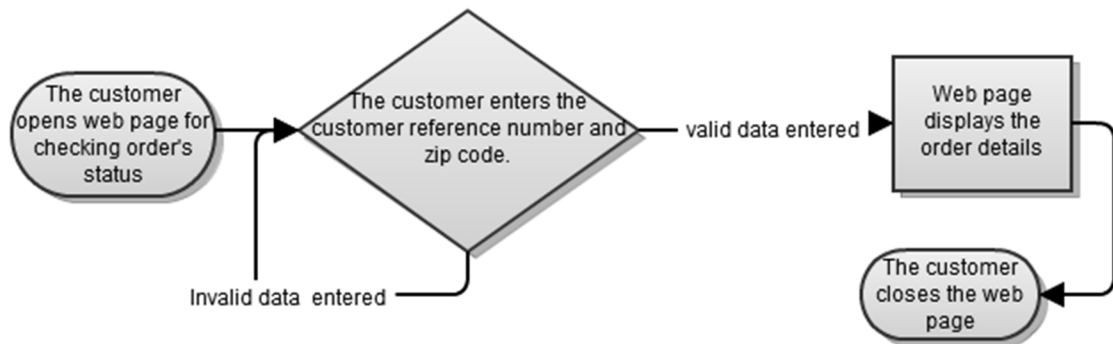 The customer
opens web page for
checking order's
status
The customer enters the
customer reference number and
zip code.
valid data entered
Web page
displays the
order details
Invalid data entered
The customer
closes the web
page